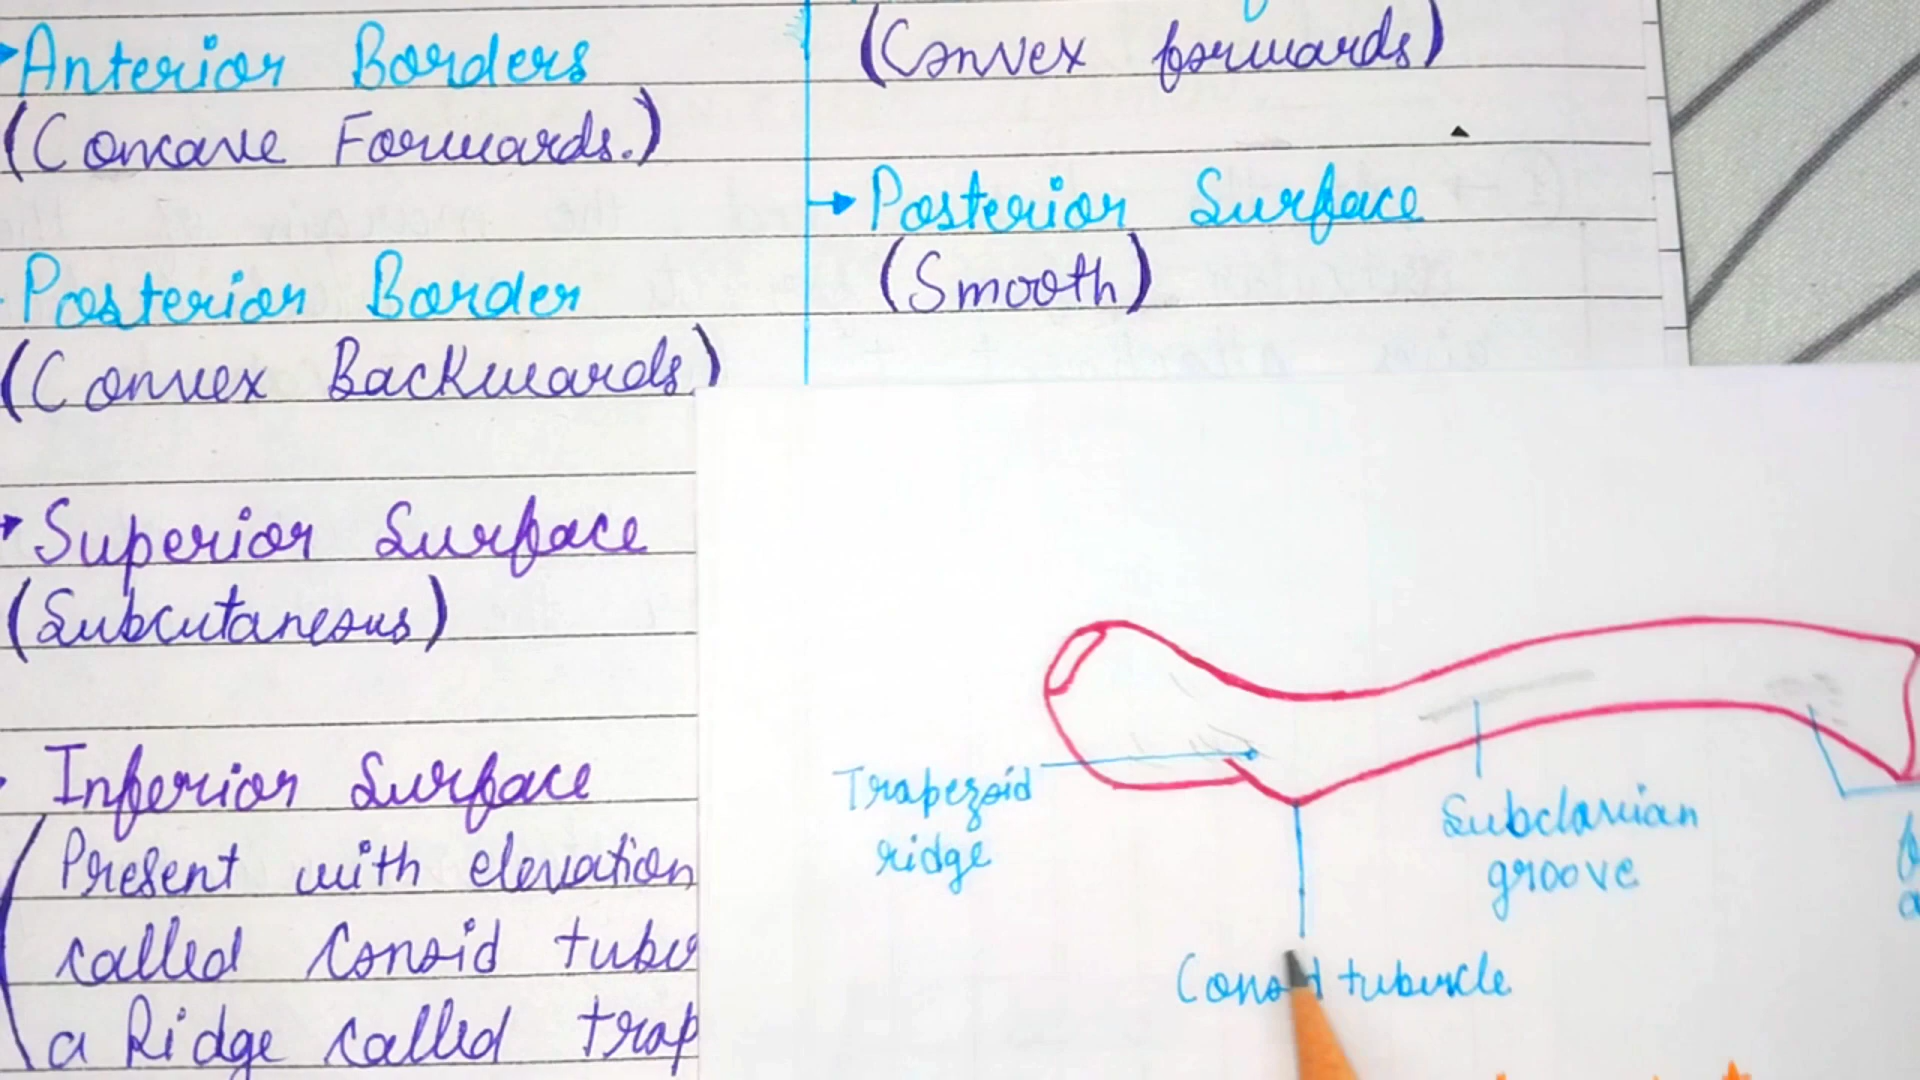 Anterior Borders
(Concave Forwards.)
Posterior Border
(Convex Backwards)
Superior Surface
(Subcutaneous)
Inferior Surface
(Present with elevation
called Conoid
a Ridge called
(Convex forwards)
Posterior Surface
(Smooth)
Trapezoid
ridge
Subclavian
groove
Conoid tubercle